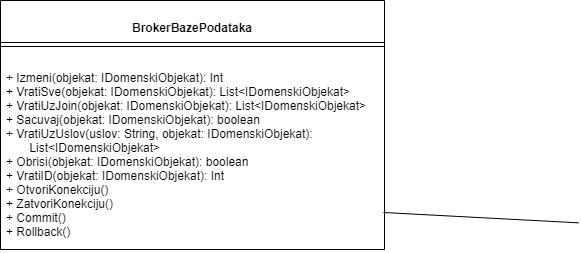 BrokerBazePodataka
+ Izmeni(objekat: IDomenskiObjekat): Int
+ VratiSve(objekat: IDomenskiObjekat): List<IDomenskiObjekat>
+ VratiUzJoin(objekat: IDomenskiObjekat): List<IDomenskiObjekat>
+ Sacuvaj(objekat: IDomenskiObjekat): boolean
+ VratiUzUslov(uslov: String, objekat: IDomenskiObjekat):
List<IDomenskiObjekat>
+ Obrisi(objekat: IDomenskiObjekat): boolean
+ VratiID(objekat: IDomenskiObjekat): Int
+ OtvoriKonekciju()
+ ZatvoriKonekciju()
+ Commit()
+ Rollback()